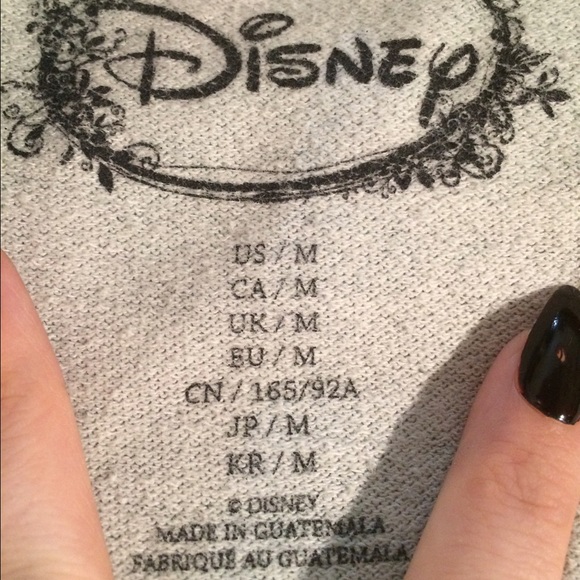 Disney
US / M
CA / M
UK / M
EU / M
CN / 165/92A
JP / M
KR / M
© DISNEY
MADE IN GUATEMALA
FABRIQUÉ AU GUATEMALA